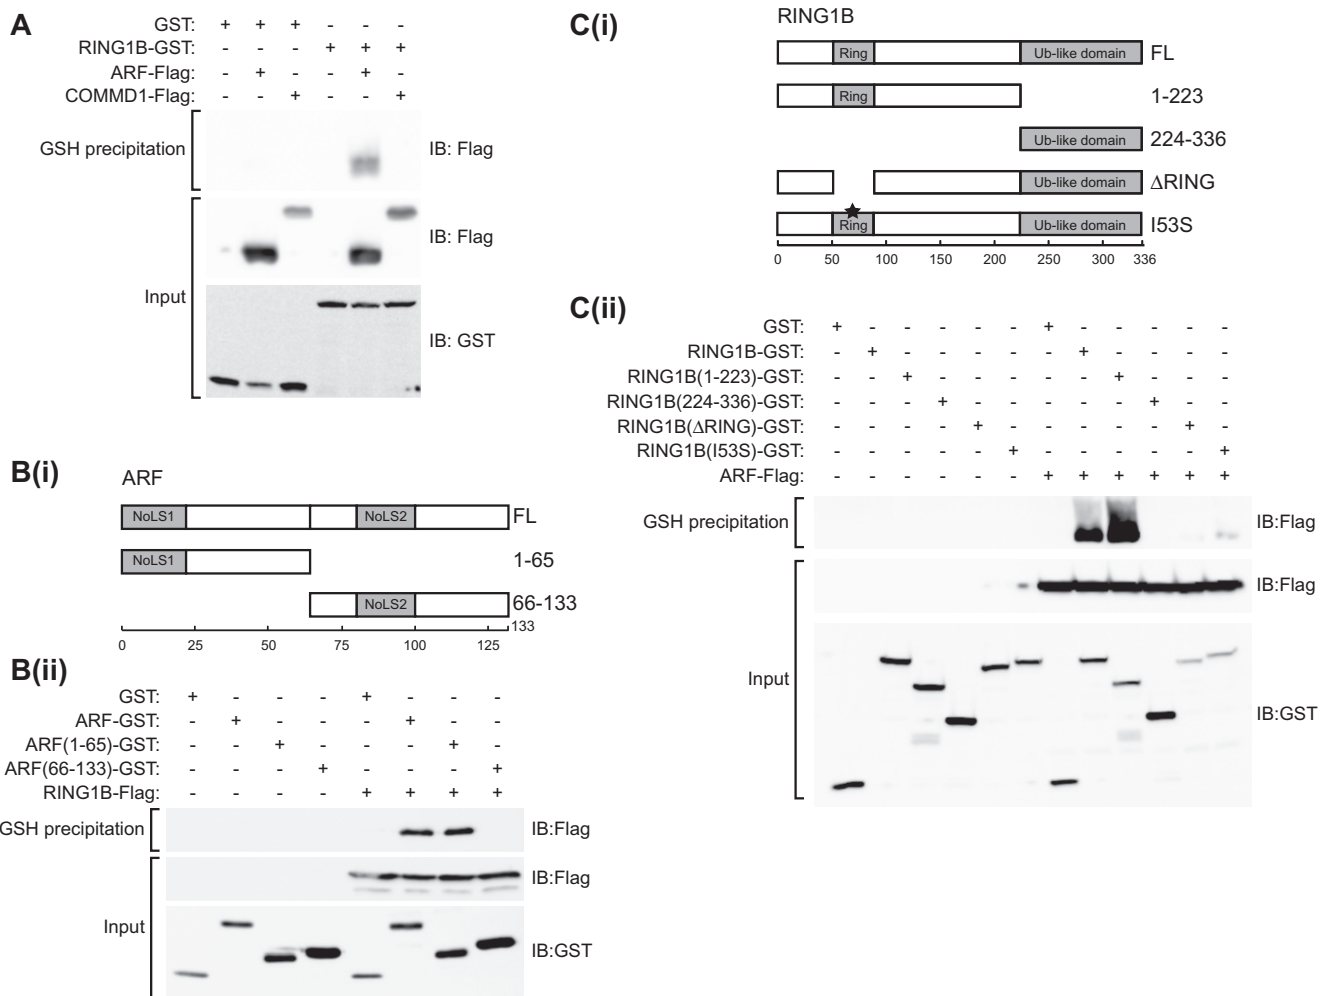 A
GST: + + + - - -
RING1B-GST: - - - + + +
ARF-Flag: - + - - + -
COMMD1-Flag: - - + - - +
GSH precipitation
IB: Flag
IB: Flag
Input
IB: GST
B(i)
ARF
NoLS1 NoLS2 FL
NoLS1 1-65
NoLS2 66-133
0 25 50 75 100 125 133
B(ii)
GST: + - - - + - - -
ARF-GST: - + - - - + - -
ARF(1-65)-GST: - - + - - - + -
ARF(66-133)-GST: - - - + - - - +
RING1B-Flag: - - - - + + + +
GSH precipitation IB:Flag
IB:Flag
Input
IB:GST
C(i)
RING1B
Ring Ub-like domain FL
Ring 1-223
Ub-like domain 224-336
Ub-like domain ΔRING
Ring Ub-like domain I53S
0 50 100 150 200 250 300 336
C(ii)
GST: + - - - - - + - - - - -
RING1B-GST: - + - - - - - + - - - -
RING1B(1-223)-GST: - - + - - - - - + - - -
RING1B(224-336)-GST: - - - + - - - - - + - -
RING1B(ΔRING)-GST: - - - - + - - - - - + -
RING1B(I53S)-GST: - - - - - + - - - - - +
ARF-Flag: - - - - - - + + + + + +
GSH precipitation IB:Flag
IB:Flag
Input
IB:GST